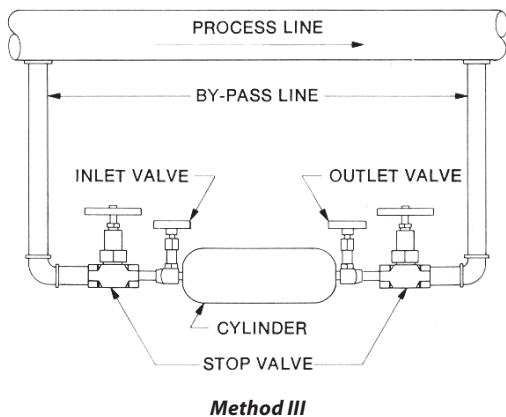 PROCESS LINE
BY-PASS LINE
INLET VALVE
OUTLET VALVE
CYLINDER
STOP VALVE
Method III